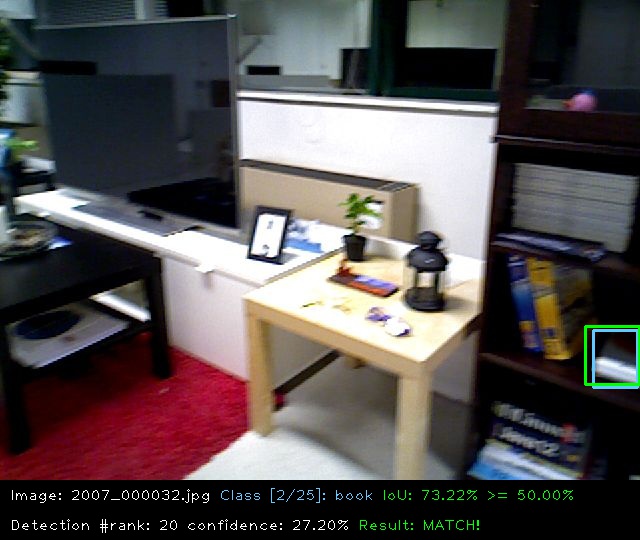 Image: 2007_000032.jpg Class [2/25]: book IoU: 73.22% >= 50.00%
Detection #rank: 20 confidence: 27.20% Result: MATCH!